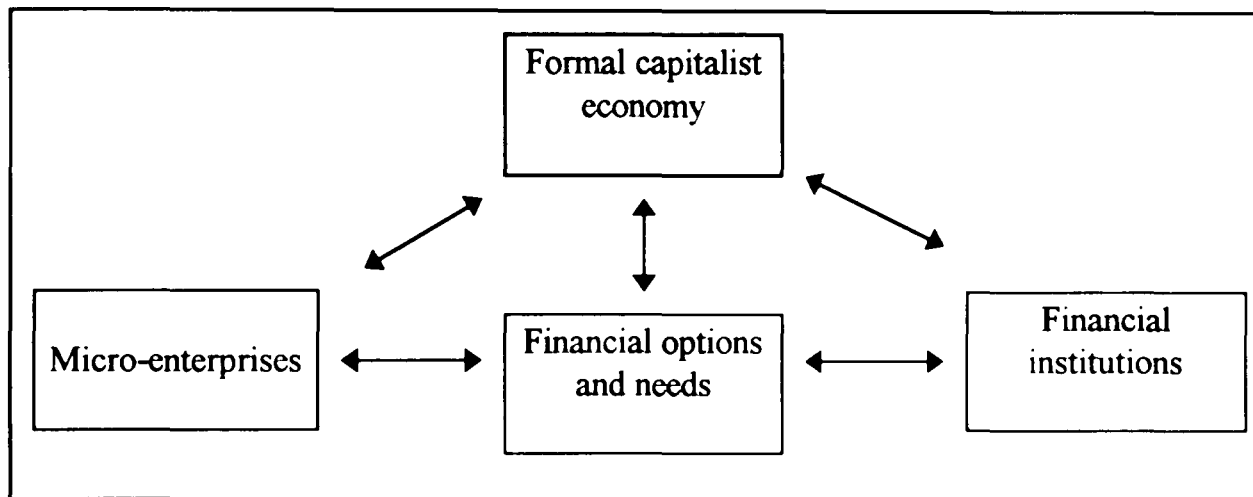 Formal capitalist
economy
Micro-enterprises
Financial options
and needs
Financial
institutions